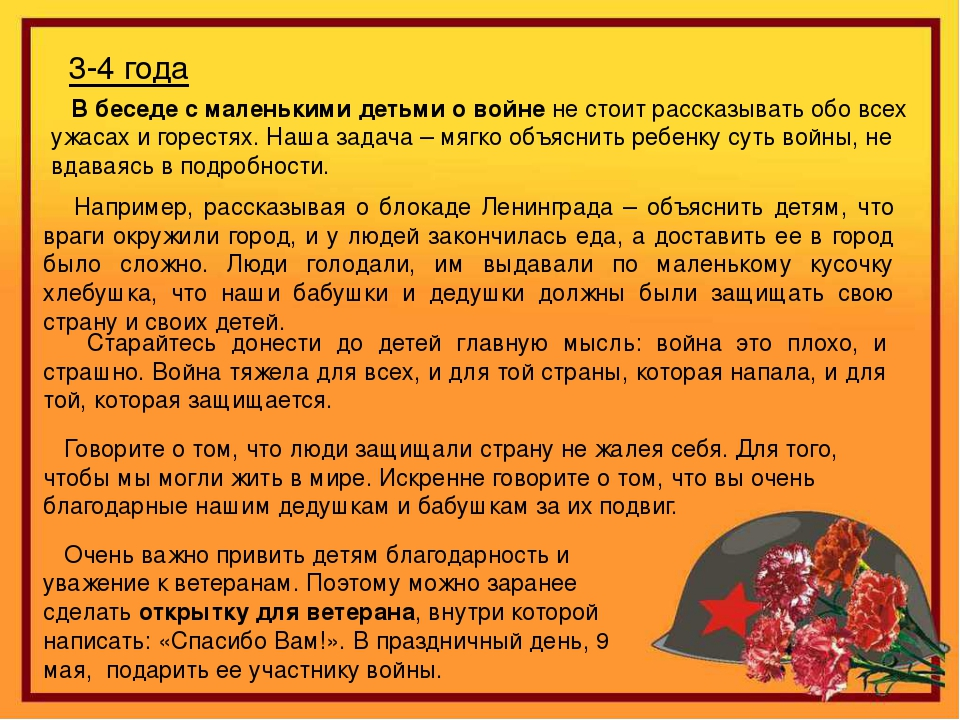 3-4 года
В беседе с маленькими детьми о войне не стоит рассказывать обо всех
ужасах и горестях. Наша задача – мягко объяснить ребенку суть войны, не
вдаваясь в подробности.
Например, рассказывая о блокаде Ленинграда – объяснить детям, что
враги окружили город, и у людей закончилась еда, а доставить ее в город
было сложно. Люди голодали, им выдавали по маленькому кусочку
хлебушка, что наши бабушки и дедушки должны были защищать свою
страну и своих детей.
Старайтесь донести до детей главную мысль: война это плохо, и
страшно. Война тяжела для всех, и для той страны, которая напала, и для
той, которая защищается.
Говорите о том, что люди защищали страну не жалея себя. Для того,
чтобы мы могли жить в мире. Искренне говорите о том, что вы очень
благодарные нашим дедушкам и бабушкам за их подвиг.
Очень важно привить детям благодарность и
уважение к ветеранам. Поэтому можно заранее
сделать открытку для ветерана, внутри которой
написать: «Спасибо Вам!». В праздничный день, 9
мая, подарить ее участнику войны.